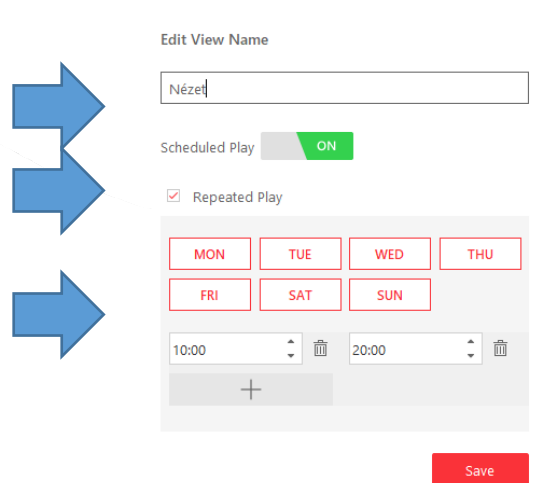 Edit View Name
Nézet
Scheduled Play ON
Repeated Play
MON TUE WED THU
FRI SAT SUN
10:00 20:00
Save